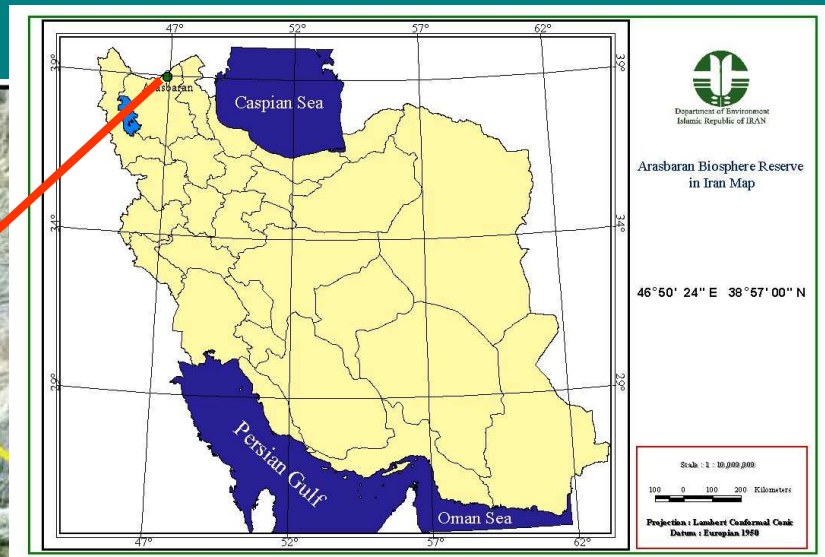 47°
52°
57°
62°
39°
39°
Arasbaran
Caspian Sea
34°
34°
29°
29°
Persian Gulf
Oman Sea
47°
52°
57°
62°
Department of Environment
Islamic Republic of IRAN
Arasbaran Biosphere Reserve
in Iran Map
46°50' 24" E 38°57' 00" N
Scale : 1 : 10,000,000
100 0 100 200 Kilometers
Projection : Lambert Conformal Conic
Datum : Europian 1950